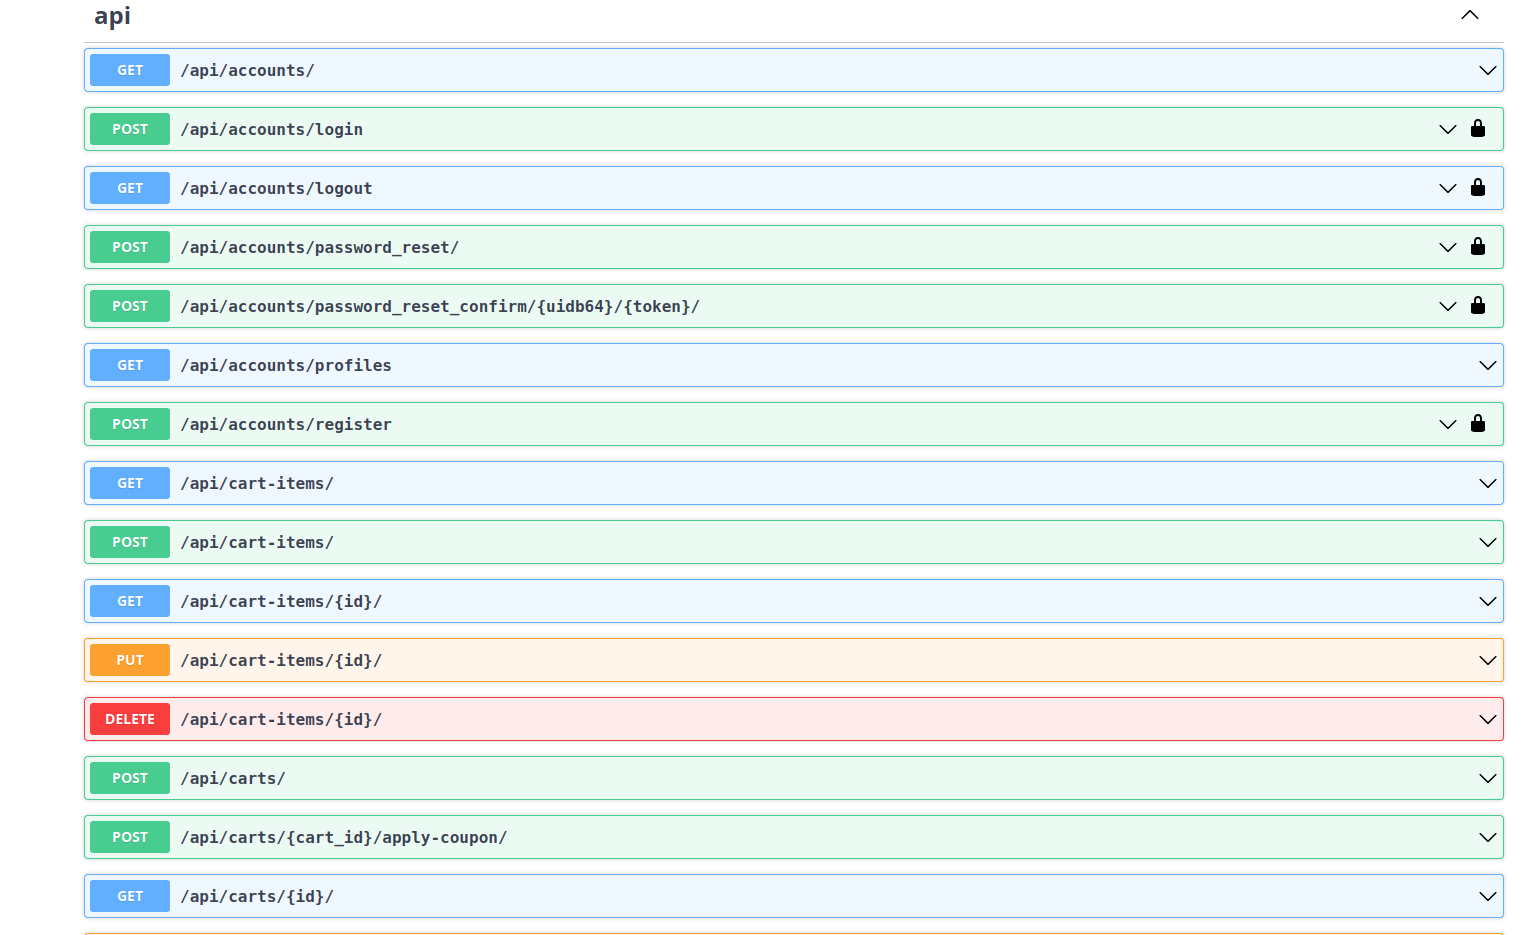 api
GET /api/accounts/
POST /api/accounts/login
GET /api/accounts/logout
POST /api/accounts/password_reset/
POST /api/accounts/password_reset_confirm/{uidb64}/{token}/
GET /api/accounts/profiles
POST /api/accounts/register
GET /api/cart-items/
POST /api/cart-items/
GET /api/cart-items/{id}/
PUT /api/cart-items/{id}/
DELETE /api/cart-items/{id}/
POST /api/carts/
POST /api/carts/{cart_id}/apply-coupon/
GET /api/carts/{id}/